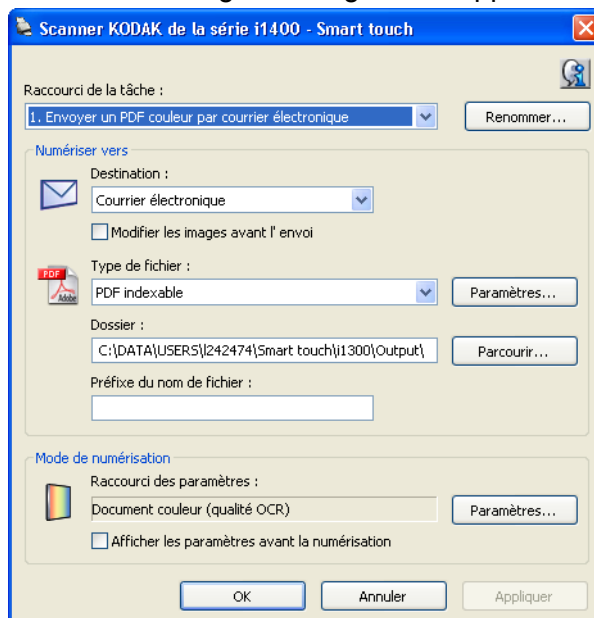 Scanner KODAK de la série i1400 - Smart touch
Raccourci de la tâche :
1. Envoyer un PDF couleur par courrier électronique
Renommer...
Numériser vers
Destination :
Courrier électronique
Modifier les images avant l' envoi
Type de fichier :
PDF
Adobe
PDF indexable
Paramètres...
Dossier :
C:\DATA\USERS\l242474\Smart touch\i1300\Output\
Parcourir...
Préfixe du nom de fichier :
Mode de numérisation
Raccourci des paramètres :
Document couleur (qualité OCR)
Paramètres...
Afficher les paramètres avant la numérisation
OK
Annuler
Appliquer